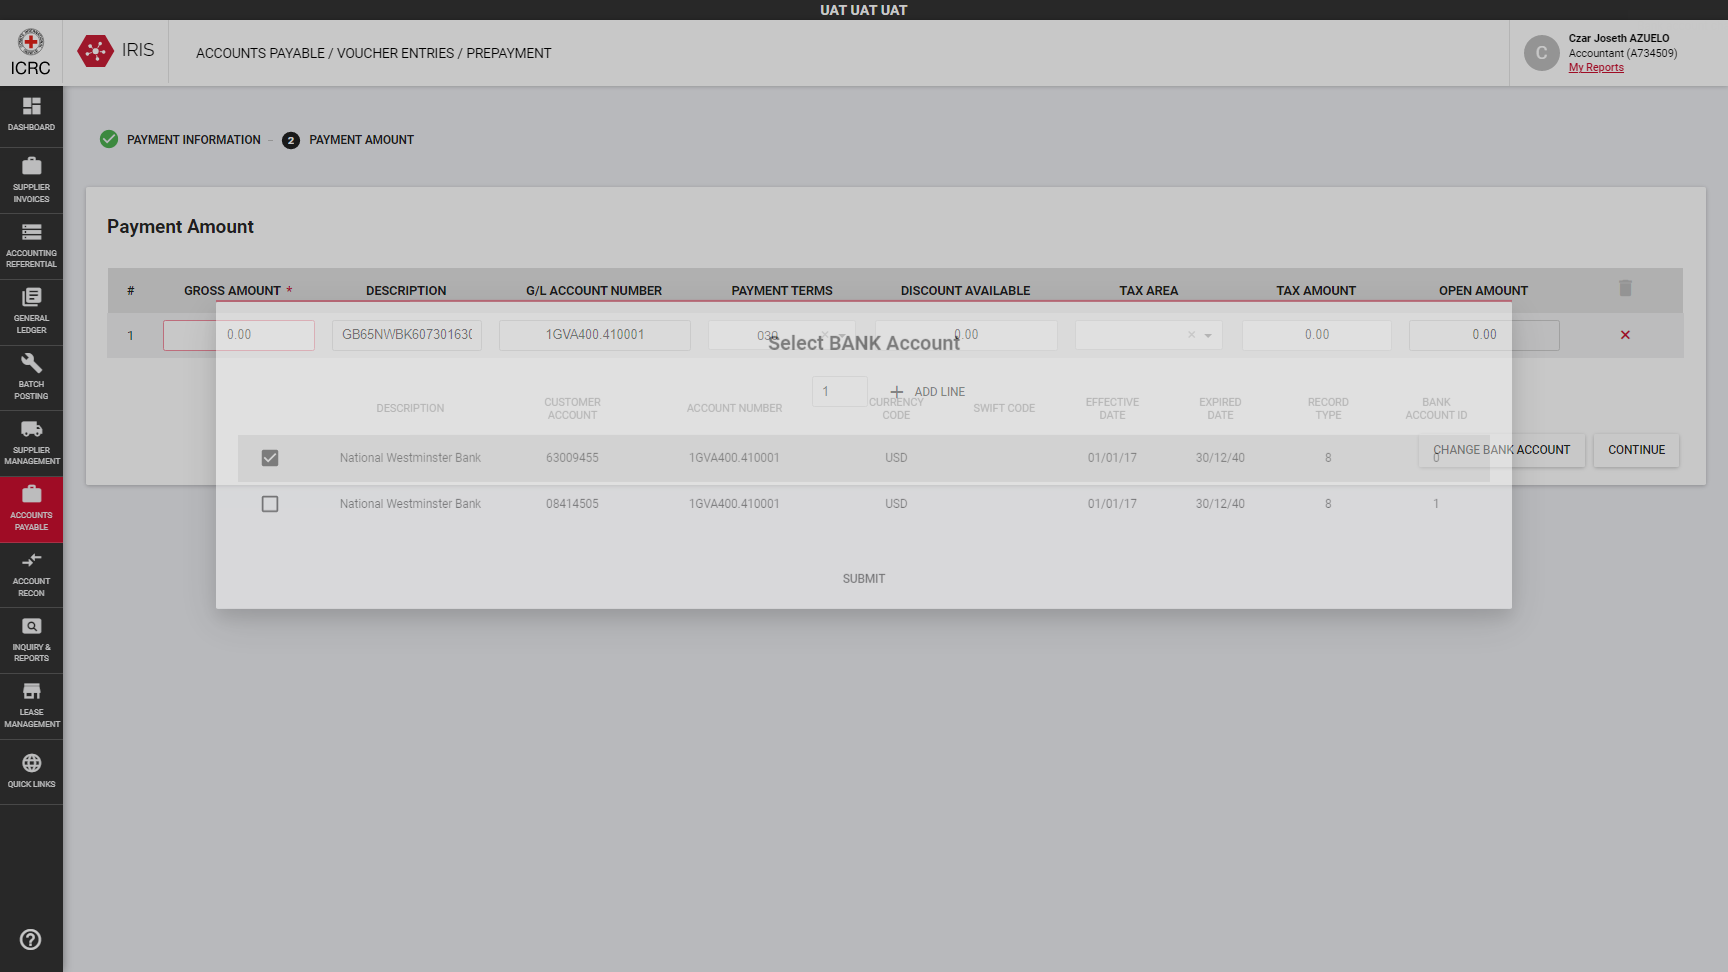 UAT UAT UAT
ICRC
IRIS
ACCOUNTS PAYABLE / VOUCHER ENTRIES / PREPAYMENT
C
Czar Joseth AZUELO
Accountant (A734509)
My Reports
DASHBOARD
SUPPLIER
INVOICES
ACCOUNTING
REFERENTIAL
GENERAL
LEDGER
BATCH
POSTING
SUPPLIER
MANAGEMENT
ACCOUNTS
PAYABLE
ACCOUNT
RECON
INQUIRY &
REPORTS
LEASE
MANAGEMENT
QUICK LINKS
PAYMENT INFORMATION – 2 PAYMENT AMOUNT
Payment Amount
# GROSS AMOUNT * DESCRIPTION G/L ACCOUNT NUMBER PAYMENT TERMS DISCOUNT AVAILABLE TAX AREA TAX AMOUNT OPEN AMOUNT
1 0.00 GB65NWBK60730163( 1GVA400.410001 030 0.00 0.00 0.00
Select BANK Account
1 ADD LINE
DESCRIPTION CUSTOMER ACCOUNT ACCOUNT NUMBER CURRENCY CODE SWIFT CODE EFFECTIVE DATE EXPIRED DATE RECORD TYPE BANK ACCOUNT ID
National Westminster Bank 63009455 1GVA400.410001 USD 01/01/17 30/12/40 8 0
CHANGE BANK ACCOUNT CONTINUE
National Westminster Bank 08414505 1GVA400.410001 USD 01/01/17 30/12/40 8 1
SUBMIT